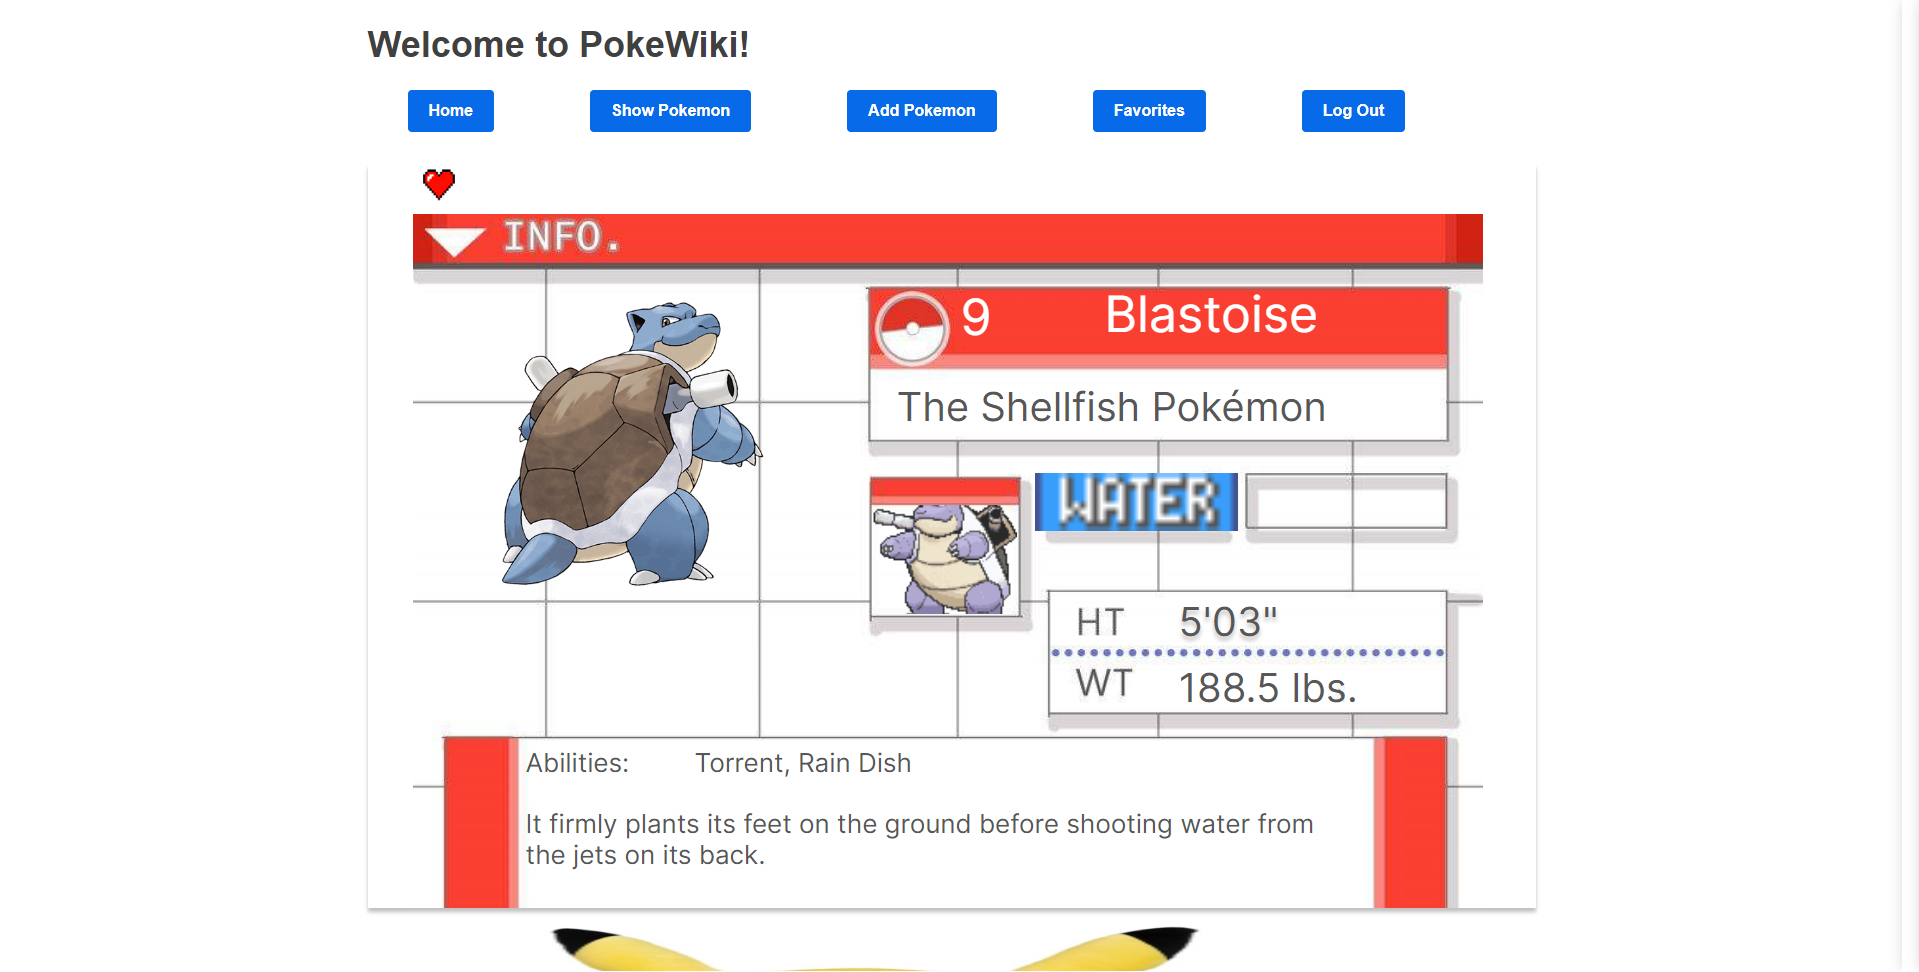 Welcome to PokeWiki!
Home
Show Pokemon
Add Pokemon
Favorites
Log Out
INFO.
9 Blastoise
The Shellfish Pokémon
WATER
HT 5'03"
WT 188.5 lbs.
Abilities: Torrent, Rain Dish
It firmly plants its feet on the ground before shooting water from
the jets on its back.